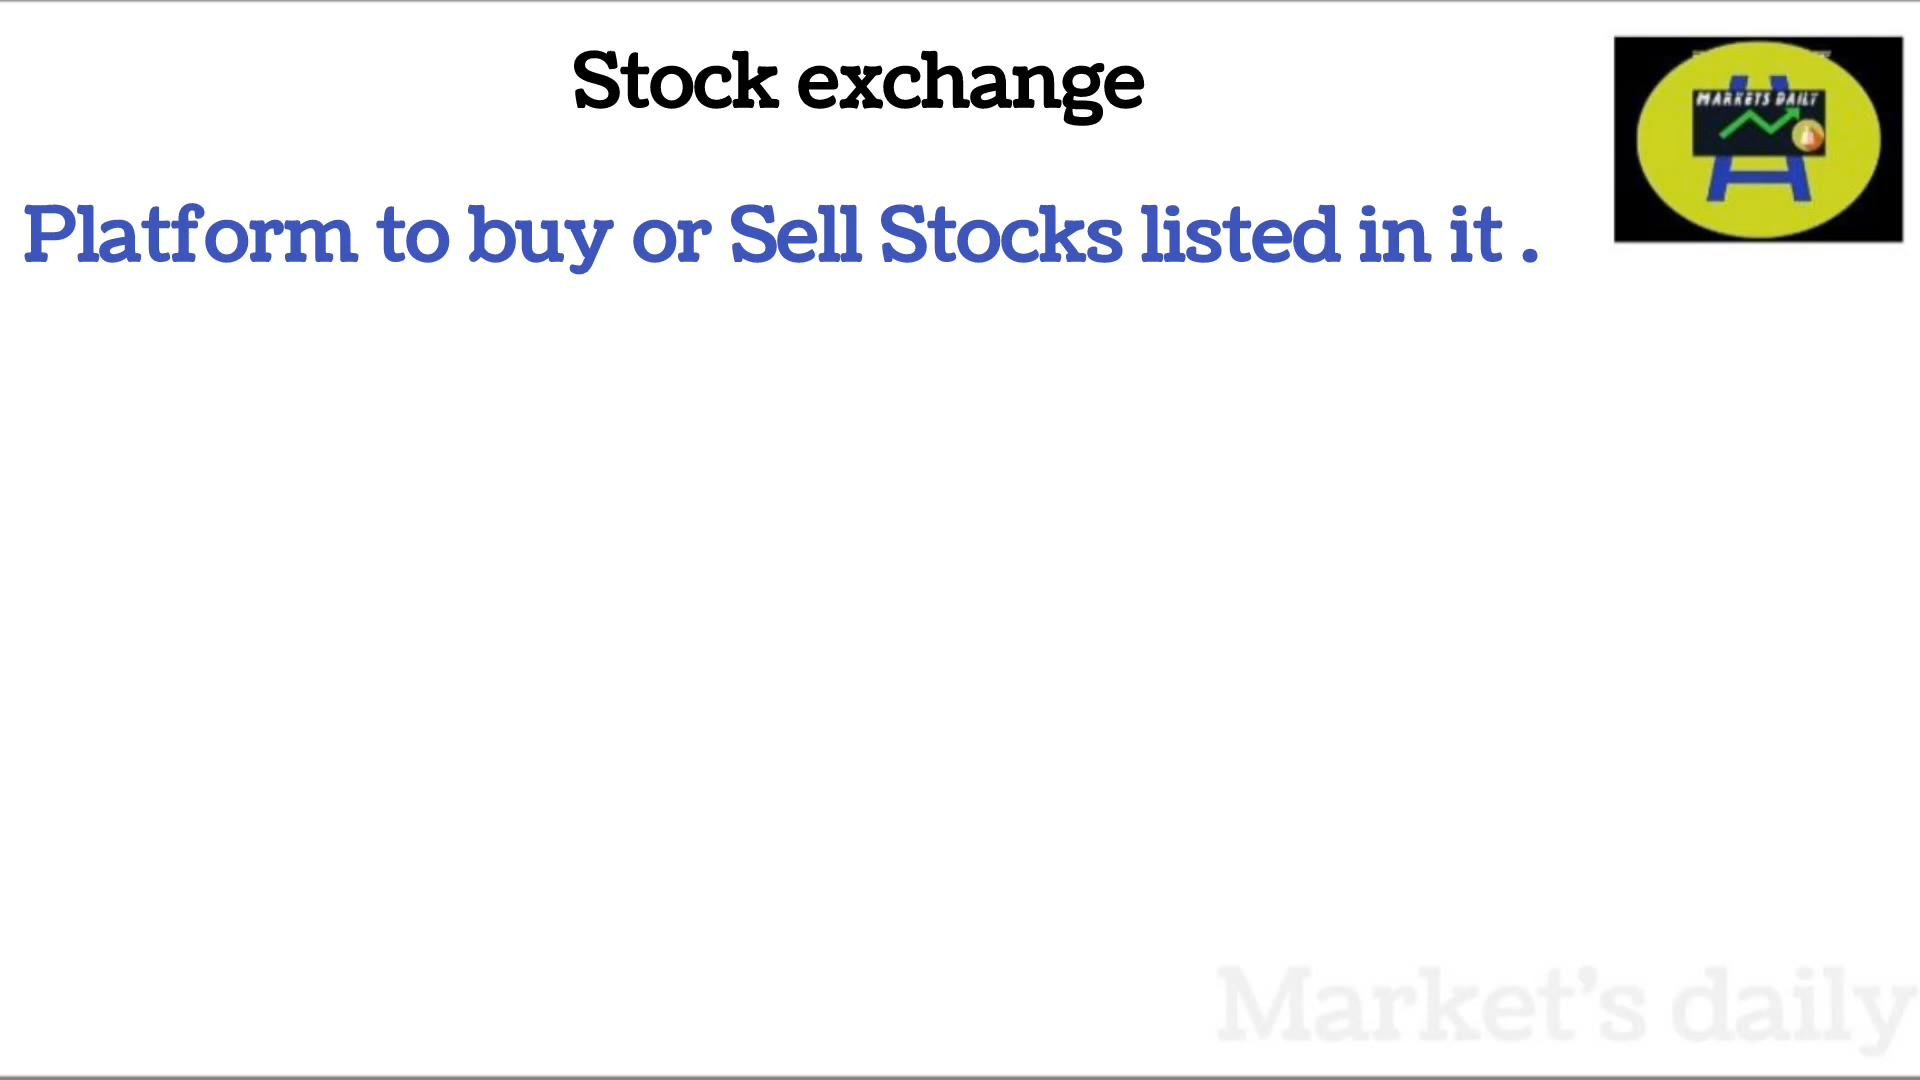 Stock exchange
MARKETS DAILY
Platform to buy or Sell Stocks listed in it .
Market's daily